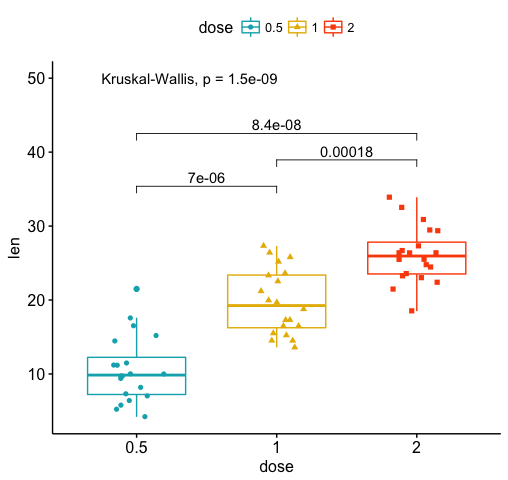 dose 0.5 1 2
50
Kruskal-Wallis, p = 1.5e-09
8.4e-08
40
0.00018
7e-06
30
len
20
10
0.5 1 2
dose